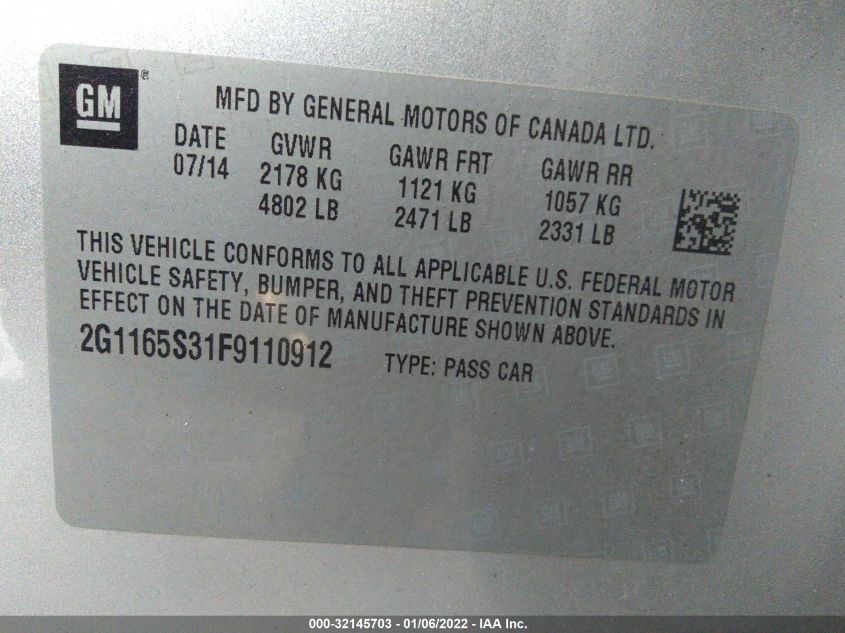 GM ®
MFD BY GENERAL MOTORS OF CANADA LTD.
DATE GVWR GAWR FRT GAWR RR
07/14 2178 KG 1121 KG 1057 KG
4802 LB 2471 LB 2331 LB
THIS VEHICLE CONFORMS TO ALL APPLICABLE U.S. FEDERAL MOTOR
VEHICLE SAFETY, BUMPER, AND THEFT PREVENTION STANDARDS IN
EFFECT ON THE DATE OF MANUFACTURE SHOWN ABOVE.
2G1165S31F9110912 TYPE: PASS CAR
000-32145703 - 01/06/2022 - IAA Inc.